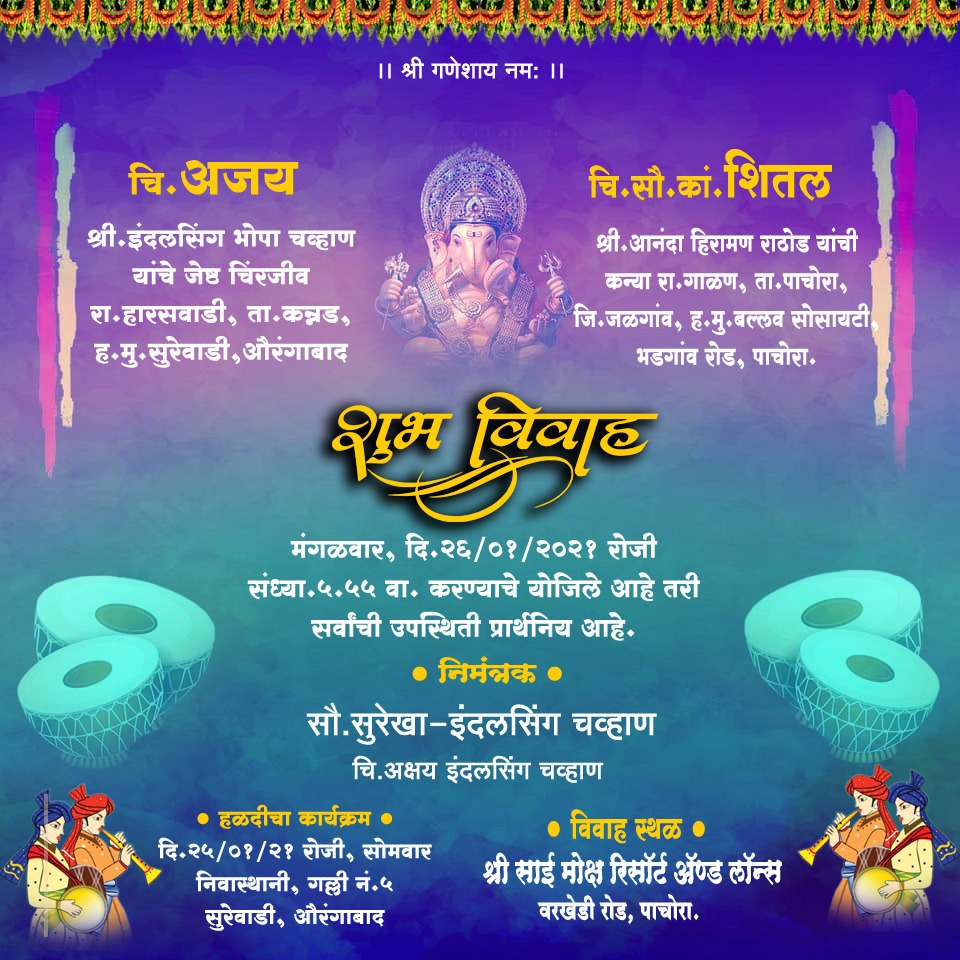 ।। श्री गणेशाय नम: ।।
चि.अजय
श्री.इंदलसिंग भोपा चव्हाण
यांचे जेष्ट चिंरजीव
रा.हारसवाडी, ता.कन्नड,
ह.मु.सुरेवाडी,औरंगाबाद
चि.सौ.कां.शितल
श्री.आनंदा हिरामण राठोड यांची
कन्या रा.गाळण, ता.पाचोरा,
जि.जळगांव, ह.मु.बल्लव सोसायटी,
भडगांव रोड, पाचोरा.
शुभ विवाह
मंगळवार, दि.२६/०१/२०२१ रोजी
संध्या.५.५५ वा. करण्याचे योजिले आहे तरी
सर्वांची उपस्थिती प्रार्थनिय आहे.
• निमंत्रक •
सौ.सुरेखा-इंदलसिंग चव्हाण
चि.अक्षय इंदलसिंग चव्हाण
• हळदीचा कार्यक्रम •
दि.२५/०१/२१ रोजी, सोमवार
निवास्थानी, गल्ली नं.५
सुरेवाडी, औरंगाबाद
• विवाह स्थळ •
श्री साई मोक्ष रिसॉर्ट ॲण्ड लॉन्स
वरखेडी रोड, पाचोरा.